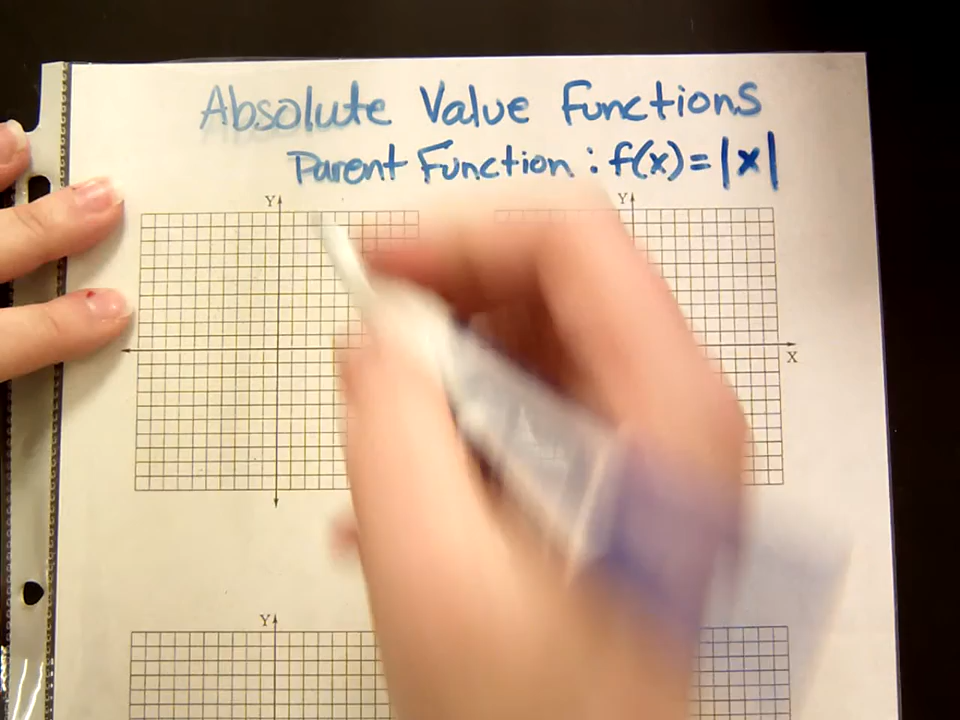 Absolute Value Functions
Parent Function : f(x)=|x|
Y Y
X
Y